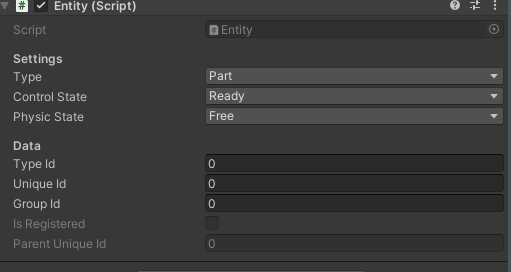 Entity (Script)
Script Entity
Settings
Type Part
Control State Ready
Physic State Free
Data
Type Id 0
Unique Id 0
Group Id 0
Is Registered
Parent Unique Id 0